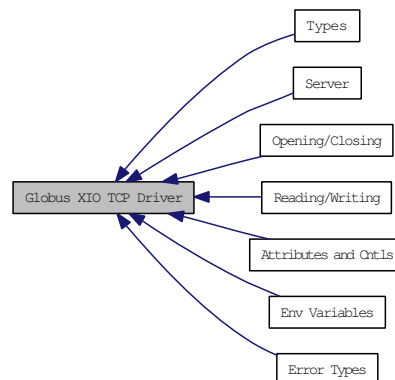 Types
Server
Opening/Closing
Globus XIO TCP Driver
Reading/Writing
Attributes and Cntls
Env Variables
Error Types